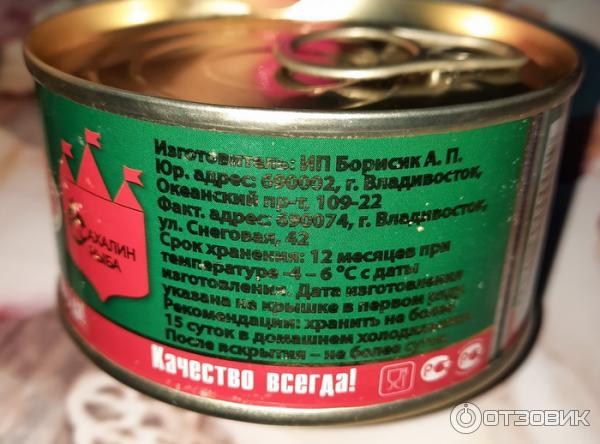 Изготовитель: ИП Борисик А. П.
Юр. адрес: 690002, г. Владивосток,
Океанский пр-т, 109-22
Факт. адрес: 690074, г. Владивосток,
ул. Снеговая, 42
Срок хранения: 12 месяцев при
температуре -4 – 6 °C с даты
изготовления. Дата изготовления
указана на крышке в первом ряду.
Рекомендации: хранить не более
15 суток в домашнем холодильнике.
После вскрытия – не более суток.
САХАЛИН
РЫБА
Качество всегда!
ОТЗОВИК